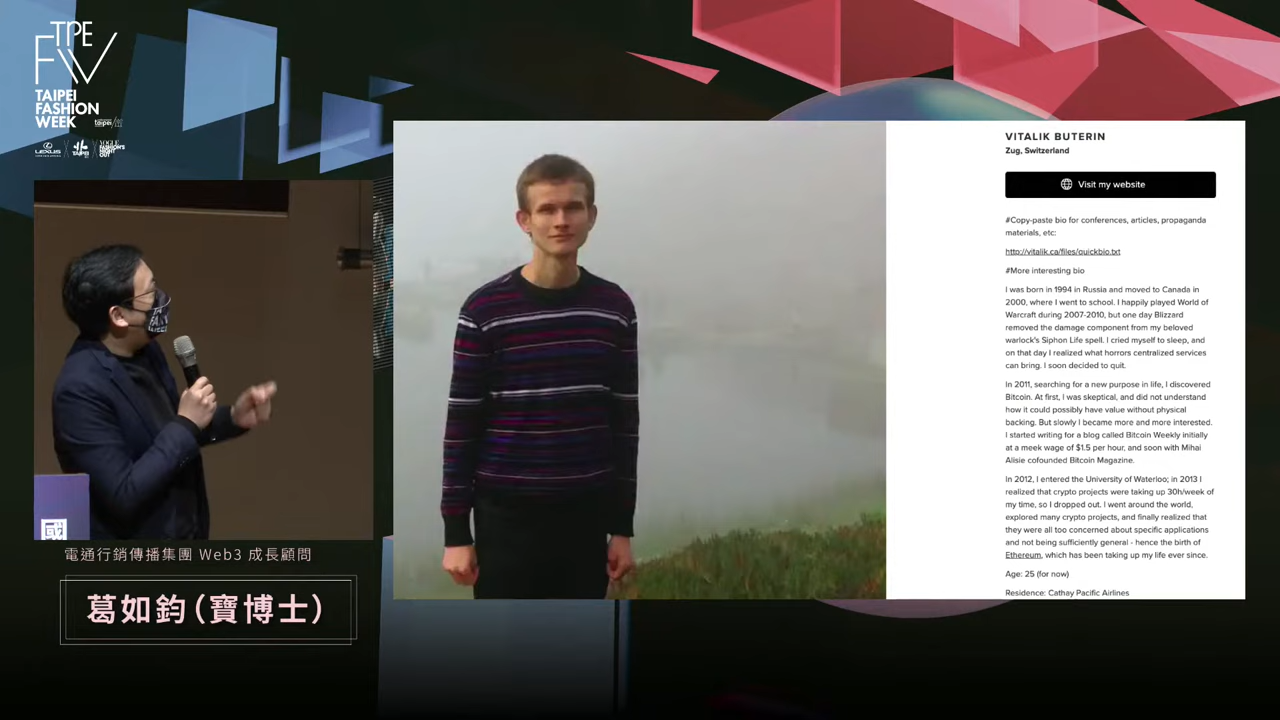 TPE
FW
TAIPEI
FASHION
WEEK
LEXUS
TAIPEI
VOGUE
FASHION'S
NIGHT
OUT
國
電通行銷傳播集團 Web3 成長顧問
葛如鈞(寶博士)
VITALIK BUTERIN
Zug, Switzerland
Visit my website
#Copy-paste bio for conferences, articles, propaganda
materials, etc:
http://vitalik.ca/files/quickbio.txt
#More interesting bio
I was born in 1994 in Russia and moved to Canada in
2000, where I went to school. I happily played World of
Warcraft during 2007-2010, but one day Blizzard
removed the damage component from my beloved
warlock's Siphon Life spell. I cried myself to sleep, and
on that day I realized what horrors centralized services
can bring. I soon decided to quit.
In 2011, searching for a new purpose in life, I discovered
Bitcoin. At first, I was skeptical, and did not understand
how it could possibly have value without physical
backing. But slowly I became more and more interested.
I started writing for a blog called Bitcoin Weekly initially
at a meek wage of $1.5 per hour, and soon with Mihai
Alisie cofounded Bitcoin Magazine.
In 2012, I entered the University of Waterloo; in 2013 I
realized that crypto projects were taking up 30h/week of
my time, so I dropped out. I went around the world,
explored many crypto projects, and finally realized that
they were all too concerned about specific applications
and not being sufficiently general - hence the birth of
Ethereum, which has been taking up my life ever since.
Age: 25 (for now)
Residence: Cathay Pacific Airlines